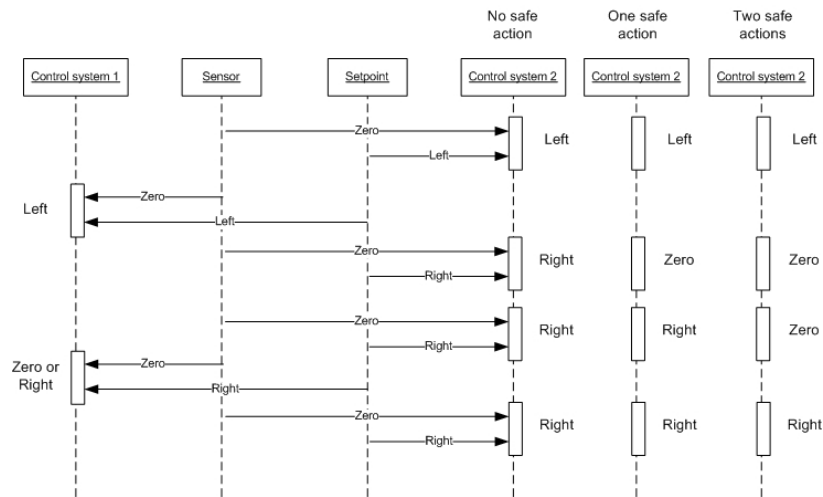 No safe
action
One safe
action
Two safe
actions
Control system 1
Sensor
Setpoint
Control system 2
Control system 2
Control system 2
Zero
Left
Left
Left
Left
Zero
Left
Left
Zero
Right
Right
Zero
Zero
Zero
Right
Right
Right
Zero
Zero or
Right
Zero
Right
Zero
Right
Right
Right
Right